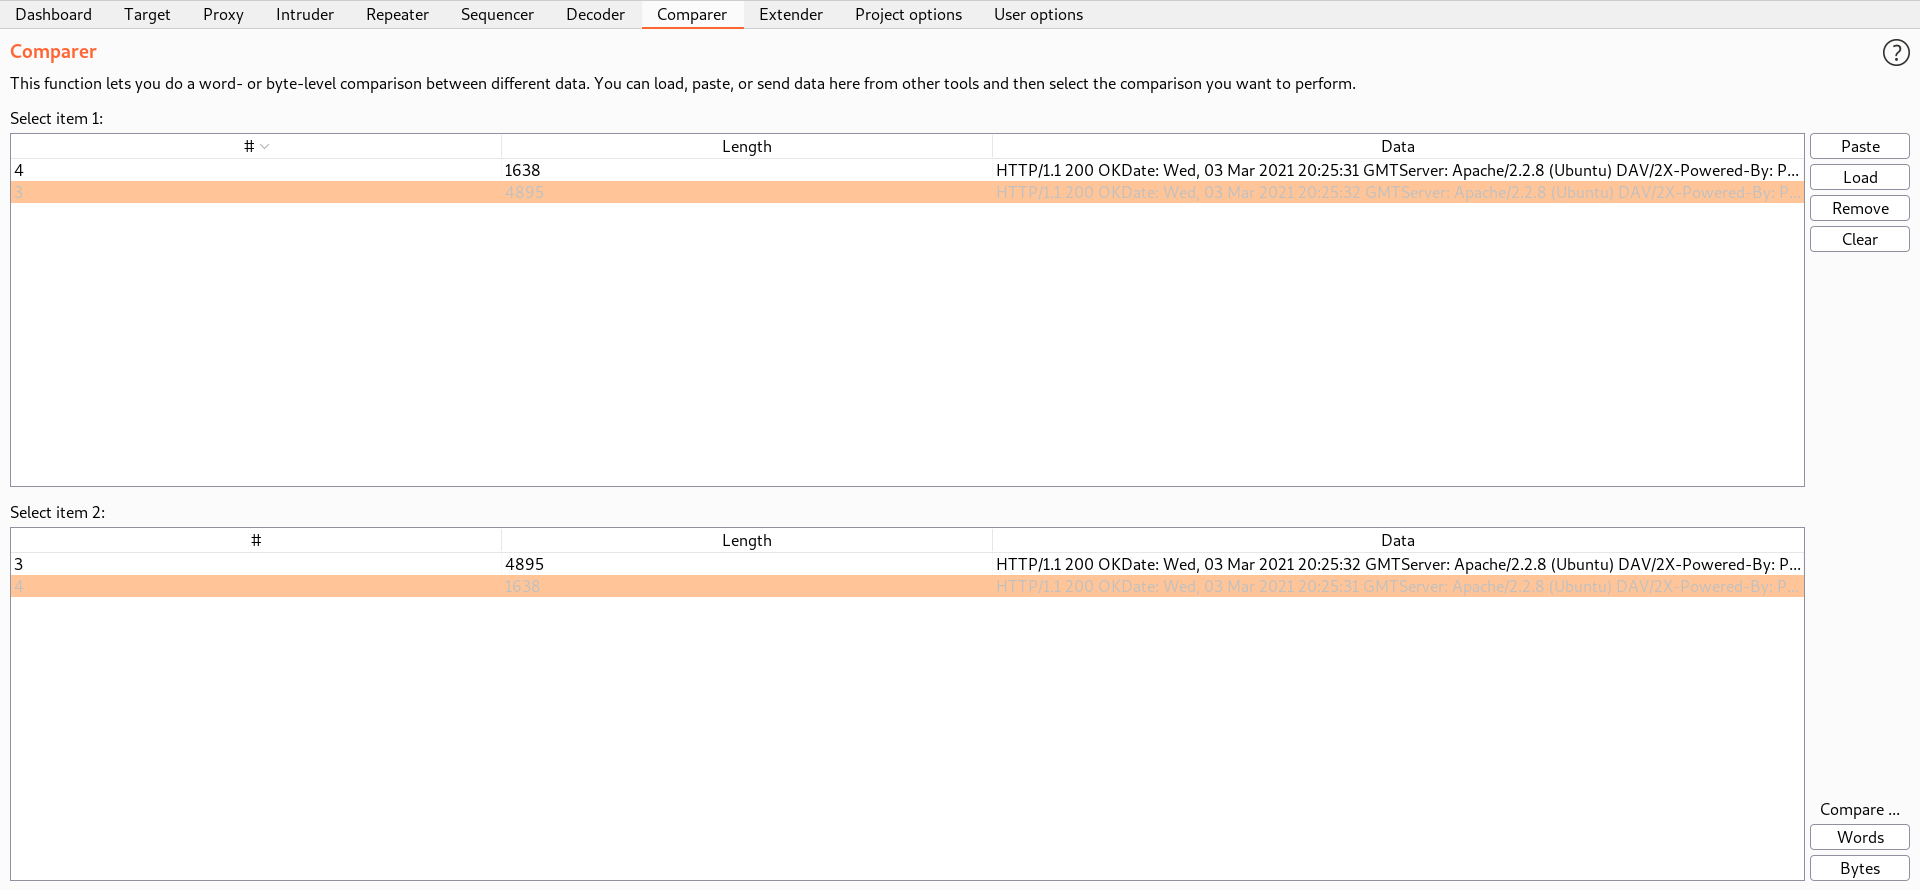 Dashboard Target Proxy Intruder Repeater Sequencer Decoder Comparer Extender Project options User options
Comparer
?
This function lets you do a word- or byte-level comparison between different data. You can load, paste, or send data here from other tools and then select the comparison you want to perform.
Select item 1:
# Length Data
Paste
4 1638 HTTP/1.1 200 OKDate: Wed, 03 Mar 2021 20:25:31 GMTServer: Apache/2.2.8 (Ubuntu) DAV/2X-Powered-By: P...
Load
3 4895 HTTP/1.1 200 OKDate: Wed, 03 Mar 2021 20:25:32 GMTServer: Apache/2.2.8 (Ubuntu) DAV/2X-Powered-By: P...
Remove
Clear
Select item 2:
# Length Data
3 4895 HTTP/1.1 200 OKDate: Wed, 03 Mar 2021 20:25:32 GMTServer: Apache/2.2.8 (Ubuntu) DAV/2X-Powered-By: P...
4 1638 HTTP/1.1 200 OKDate: Wed, 03 Mar 2021 20:25:31 GMTServer: Apache/2.2.8 (Ubuntu) DAV/2X-Powered-By: P...
Compare ...
Words
Bytes